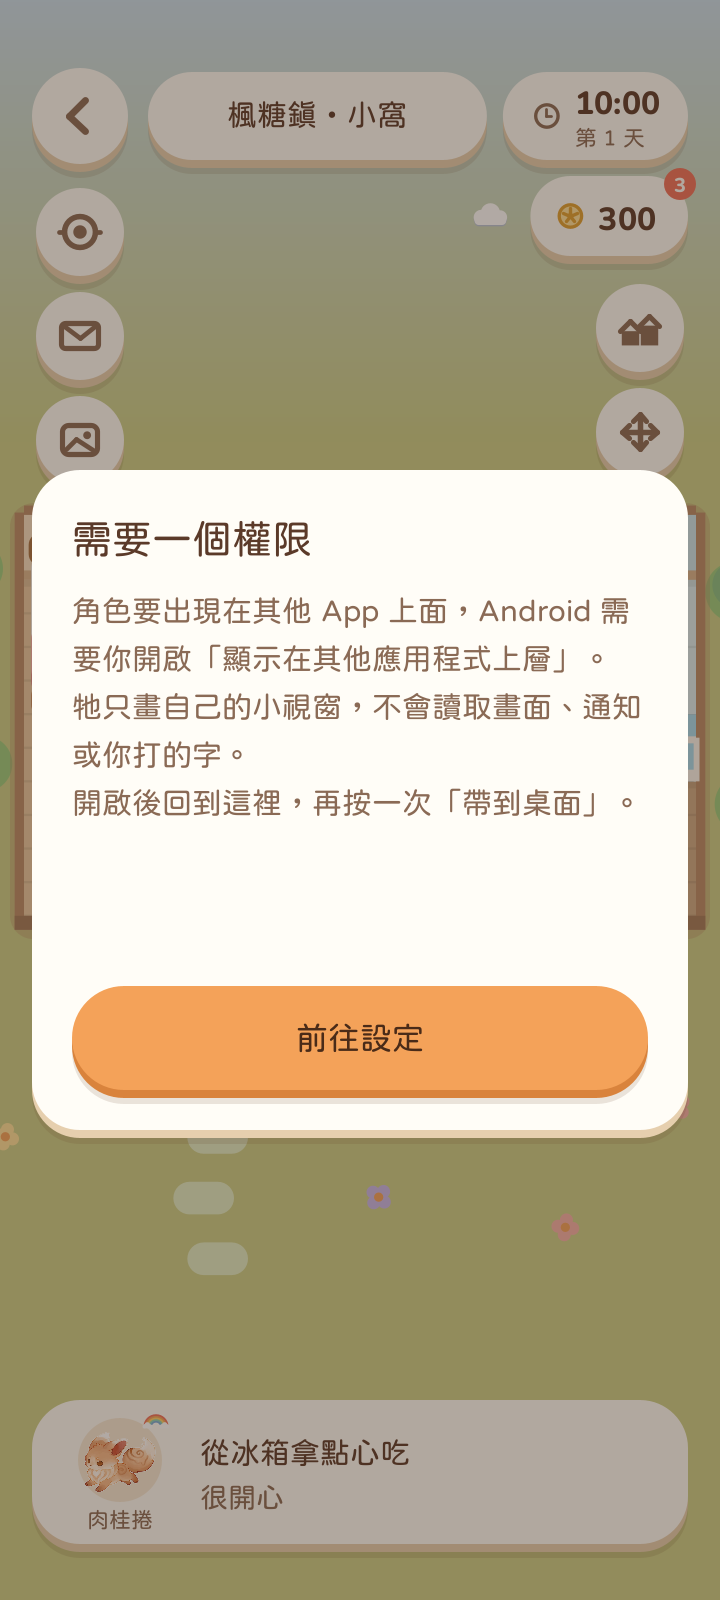 楓糖鎮・小窩
10:00
第 1 天
3
300
需要一個權限
角色要出現在其他 App 上面，Android 需
要你開啟「顯示在其他應用程式上層」。
牠只畫自己的小視窗，不會讀取畫面、通知
或你打的字。
開啟後回到這裡，再按一次「帶到桌面」。
前往設定
從冰箱拿點心吃
很開心
肉桂捲